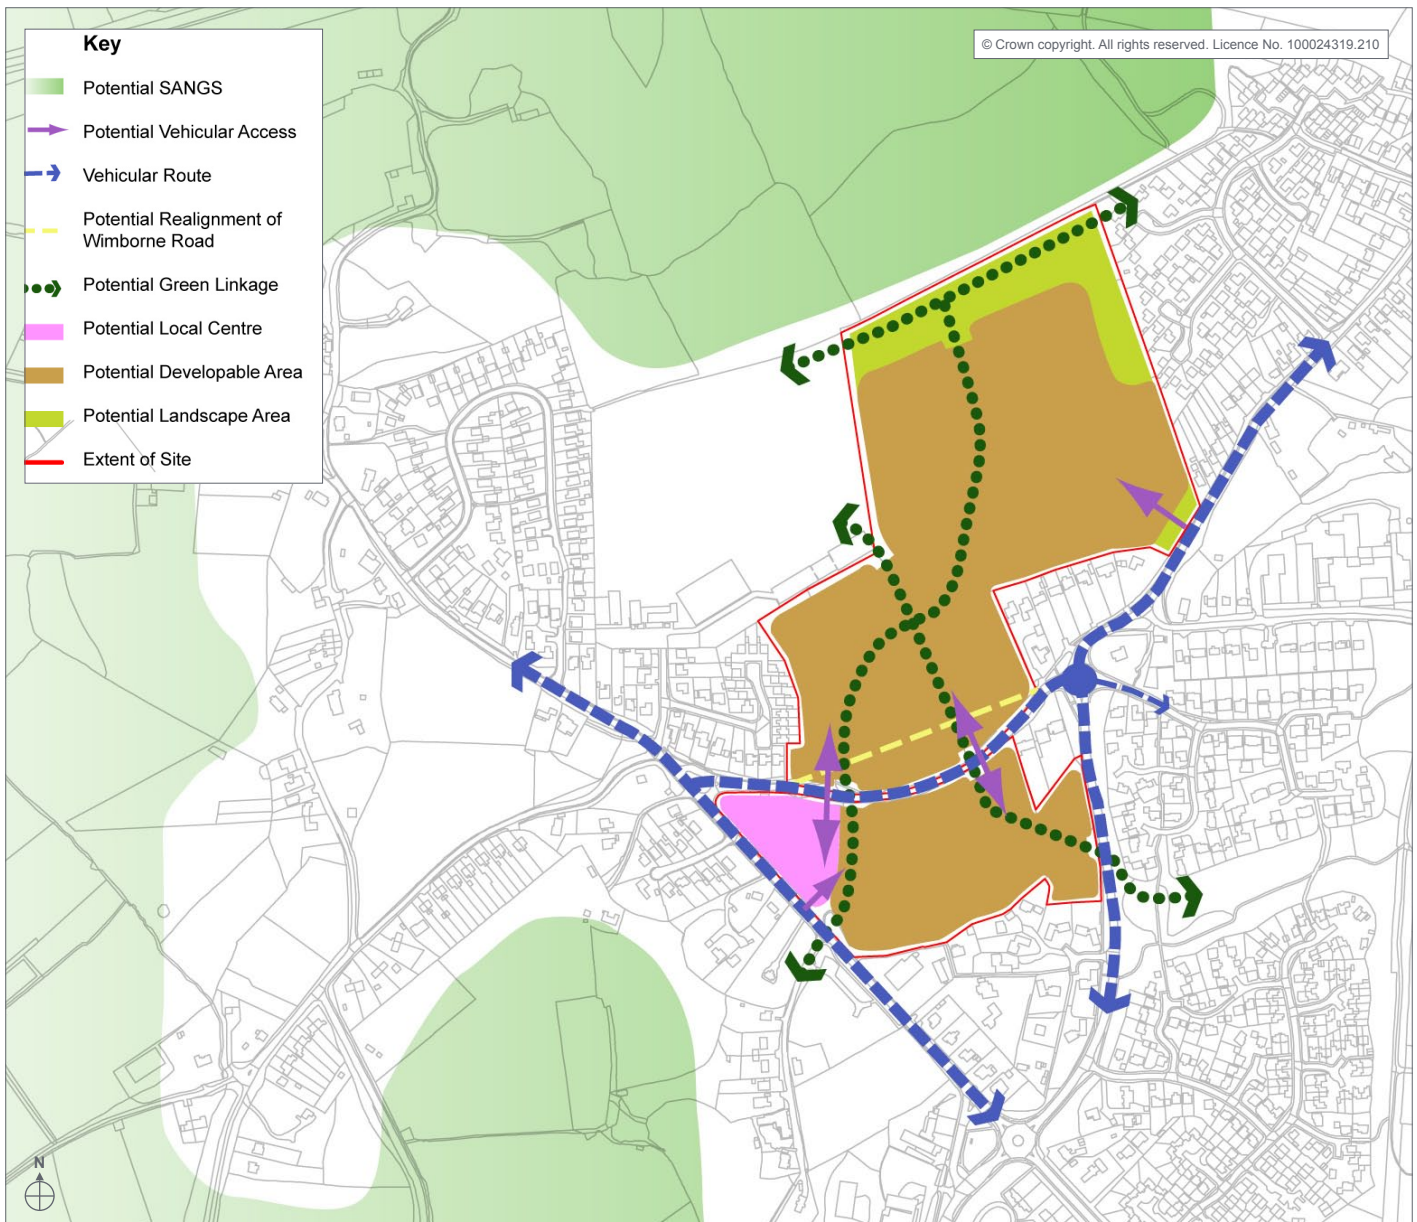 Key
© Crown copyright. All rights reserved. Licence No. 100024319.210
Potential SANGS
Potential Vehicular Access
Vehicular Route
Potential Realignment of
Wimborne Road
Potential Green Linkage
Potential Local Centre
Potential Developable Area
Potential Landscape Area
Extent of Site
N